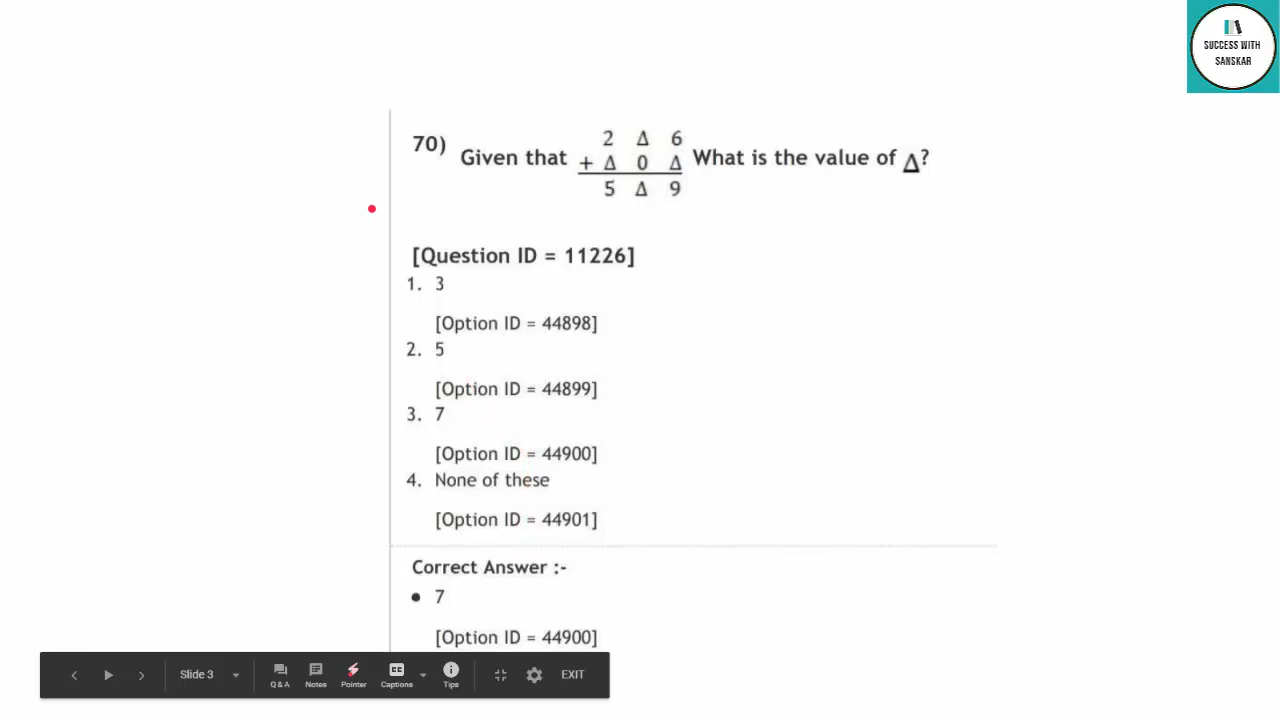 SUCCESS WITH
SANSKAR
70) Given that
2 Δ 6
+ Δ 0 Δ
5 Δ 9
What is the value of Δ?
[Question ID = 11226]
1. 3
[Option ID = 44898]
2. 5
[Option ID = 44899]
3. 7
[Option ID = 44900]
4. None of these
[Option ID = 44901]
Correct Answer :-
• 7
[Option ID = 44900]
Slide 3
Q & A
Notes
Pointer
CC
Captions
Tips
EXIT